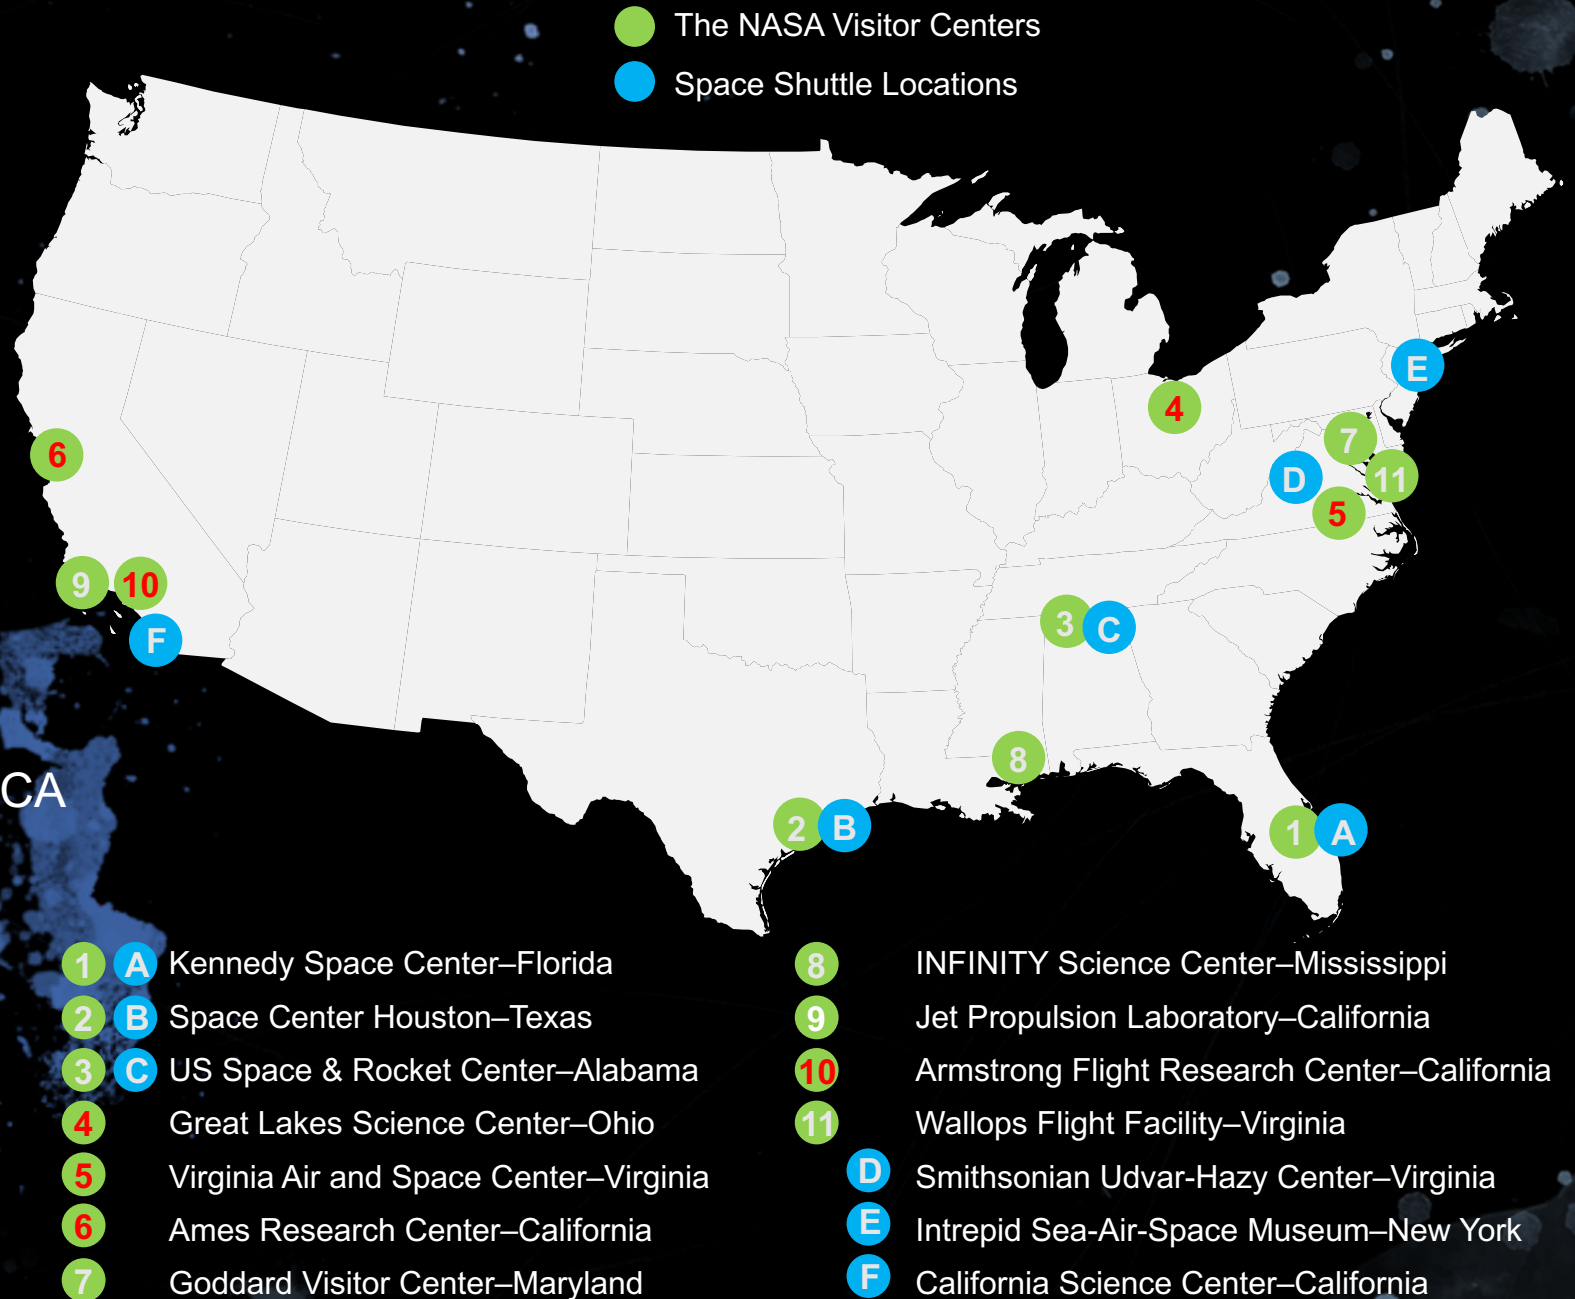 The NASA Visitor Centers
Space Shuttle Locations
4
E
6
7
D
11
5
9
10
F
3
C
8
CA
2
B
1
A
1 A Kennedy Space Center–Florida
2 B Space Center Houston–Texas
3 C US Space & Rocket Center–Alabama
4 Great Lakes Science Center–Ohio
5 Virginia Air and Space Center–Virginia
6 Ames Research Center–California
7 Goddard Visitor Center–Maryland
8 INFINITY Science Center–Mississippi
9 Jet Propulsion Laboratory–California
10 Armstrong Flight Research Center–California
11 Wallops Flight Facility–Virginia
D Smithsonian Udvar-Hazy Center–Virginia
E Intrepid Sea-Air-Space Museum–New York
F California Science Center–California